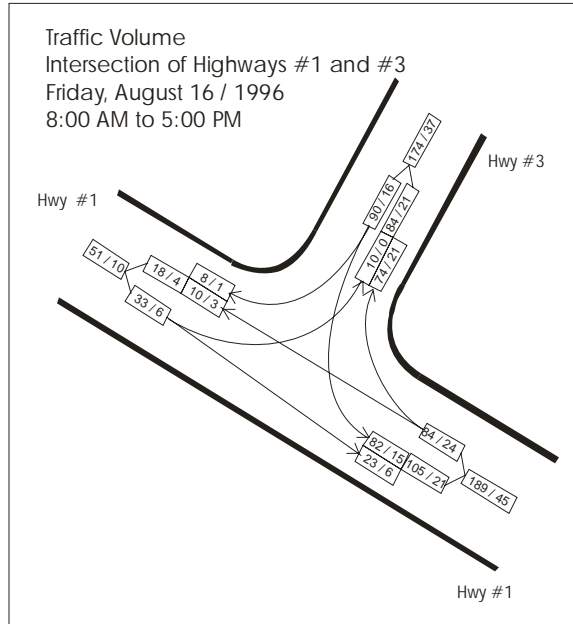 Traffic Volume
Intersection of Highways #1 and #3
Friday, August 16 / 1996
8:00 AM to 5:00 PM
174 / 37
Hwy #3
90 / 16
84 / 21
Hwy #1
10 / 0
74 / 21
51 / 10
18 / 4
8 / 1
10 / 3
33 / 6
84 / 24
82 / 15
23 / 6
105 / 21
189 / 45
Hwy #1